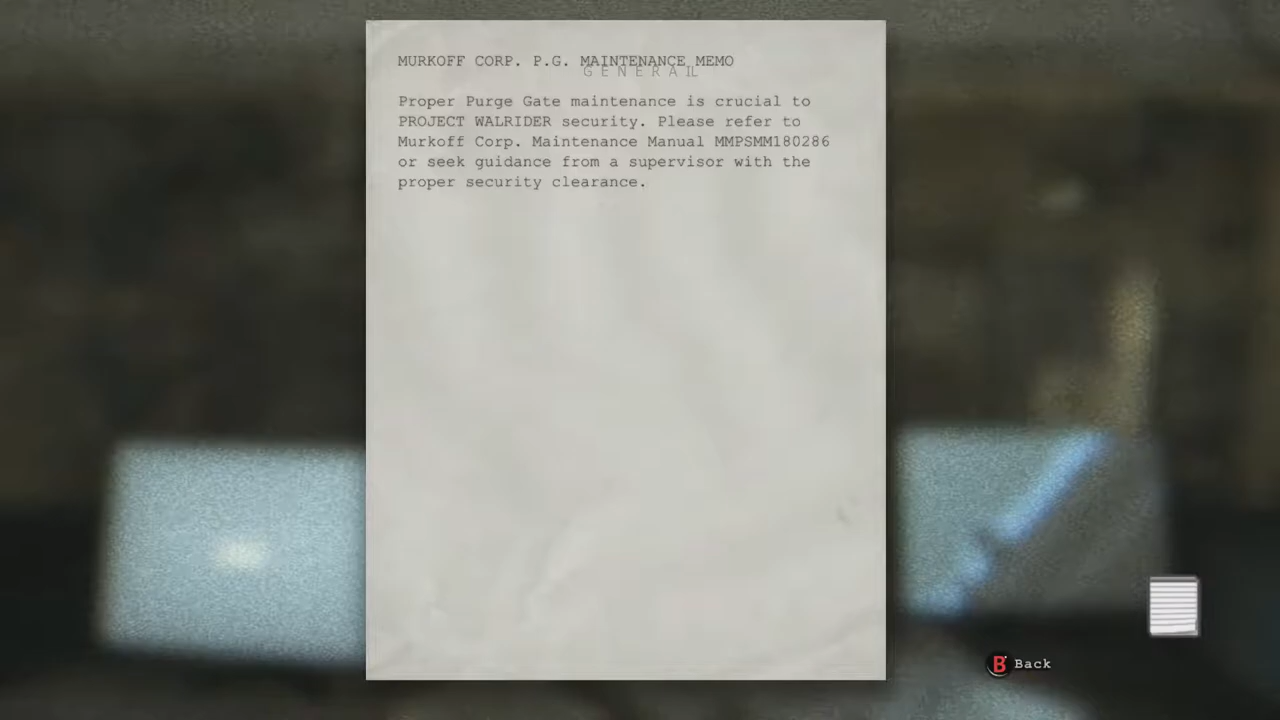 MURKOFF CORP. P.G. MAINTENANCE MEMO
GENERAL
Proper Purge Gate maintenance is crucial to
PROJECT WALRIDER security. Please refer to
Murkoff Corp. Maintenance Manual MMPSMM180286
or seek guidance from a supervisor with the
proper security clearance.
B Back